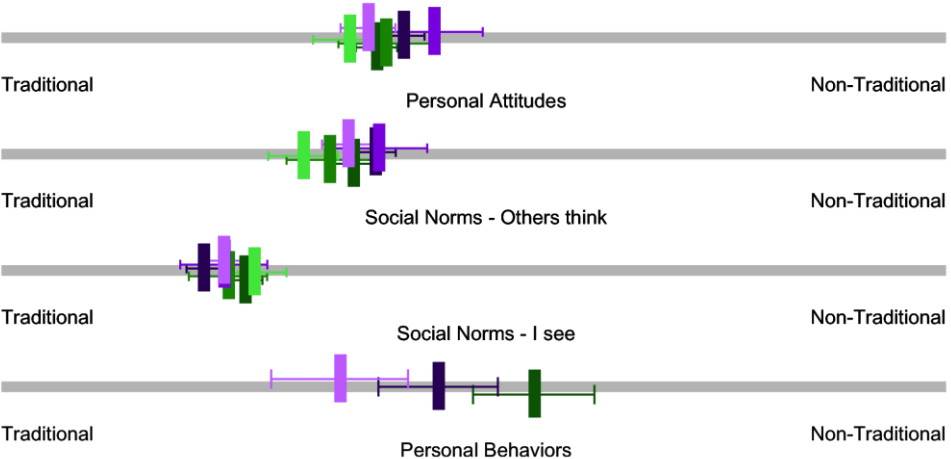 Traditional Non-Traditional
Personal Attitudes
Traditional Non-Traditional
Social Norms - Others think
Traditional Non-Traditional
Social Norms - I see
Traditional Non-Traditional
Personal Behaviors